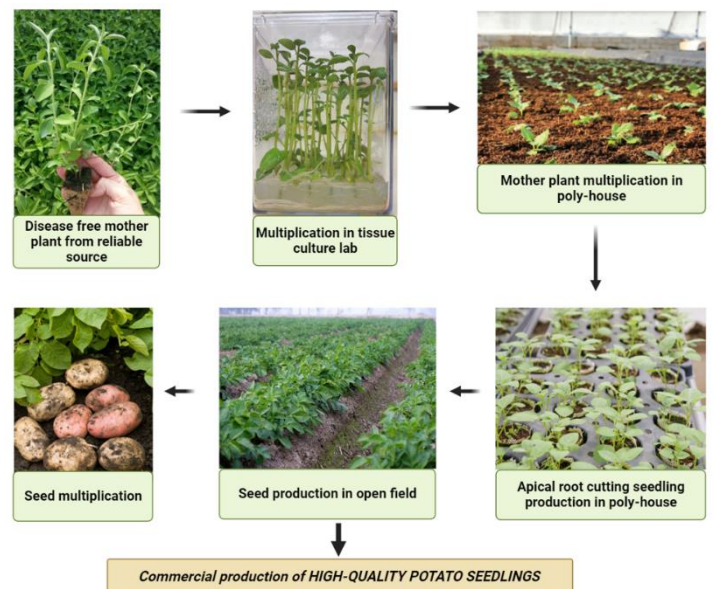 Disease free mother
plant from reliable
source
Multiplication in tissue
culture lab
Mother plant multiplication in
poly-house
Seed multiplication
Seed production in open field
Apical root cutting seedling
production in poly-house
Commercial production of HIGH-QUALITY POTATO SEEDLINGS